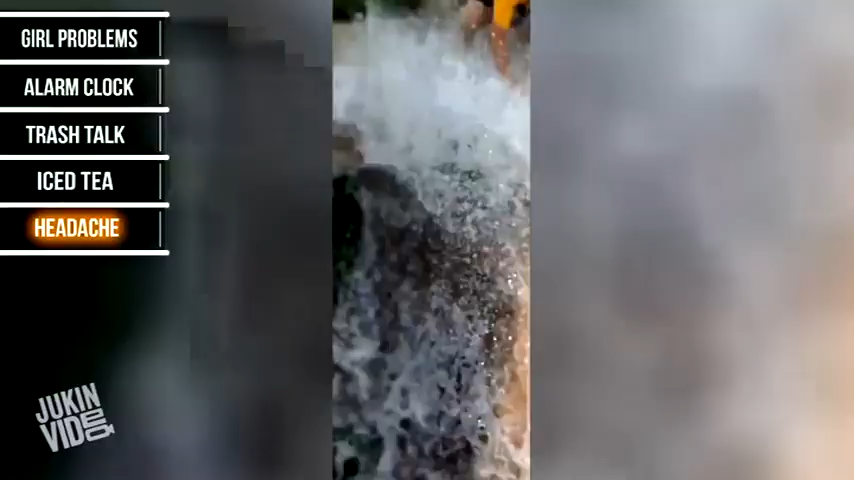 GIRL PROBLEMS
ALARM CLOCK
TRASH TALK
ICED TEA
HEADACHE
JUKIN
VIDEO